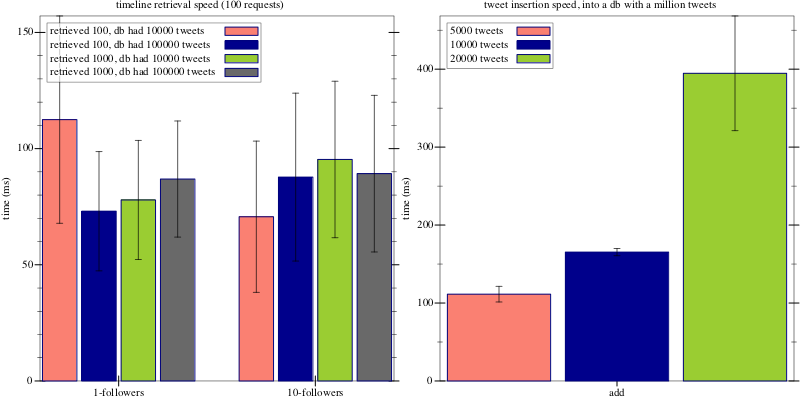 timeline retrieval speed (100 requests)
150
100
50
0
time (ms)
retrieved 100, db had 10000 tweets
retrieved 100, db had 100000 tweets
retrieved 1000, db had 10000 tweets
retrieved 1000, db had 100000 tweets
1-followers
10-followers
tweet insertion speed, into a db with a million tweets
400
300
200
100
0
time (ms)
5000 tweets
10000 tweets
20000 tweets
add